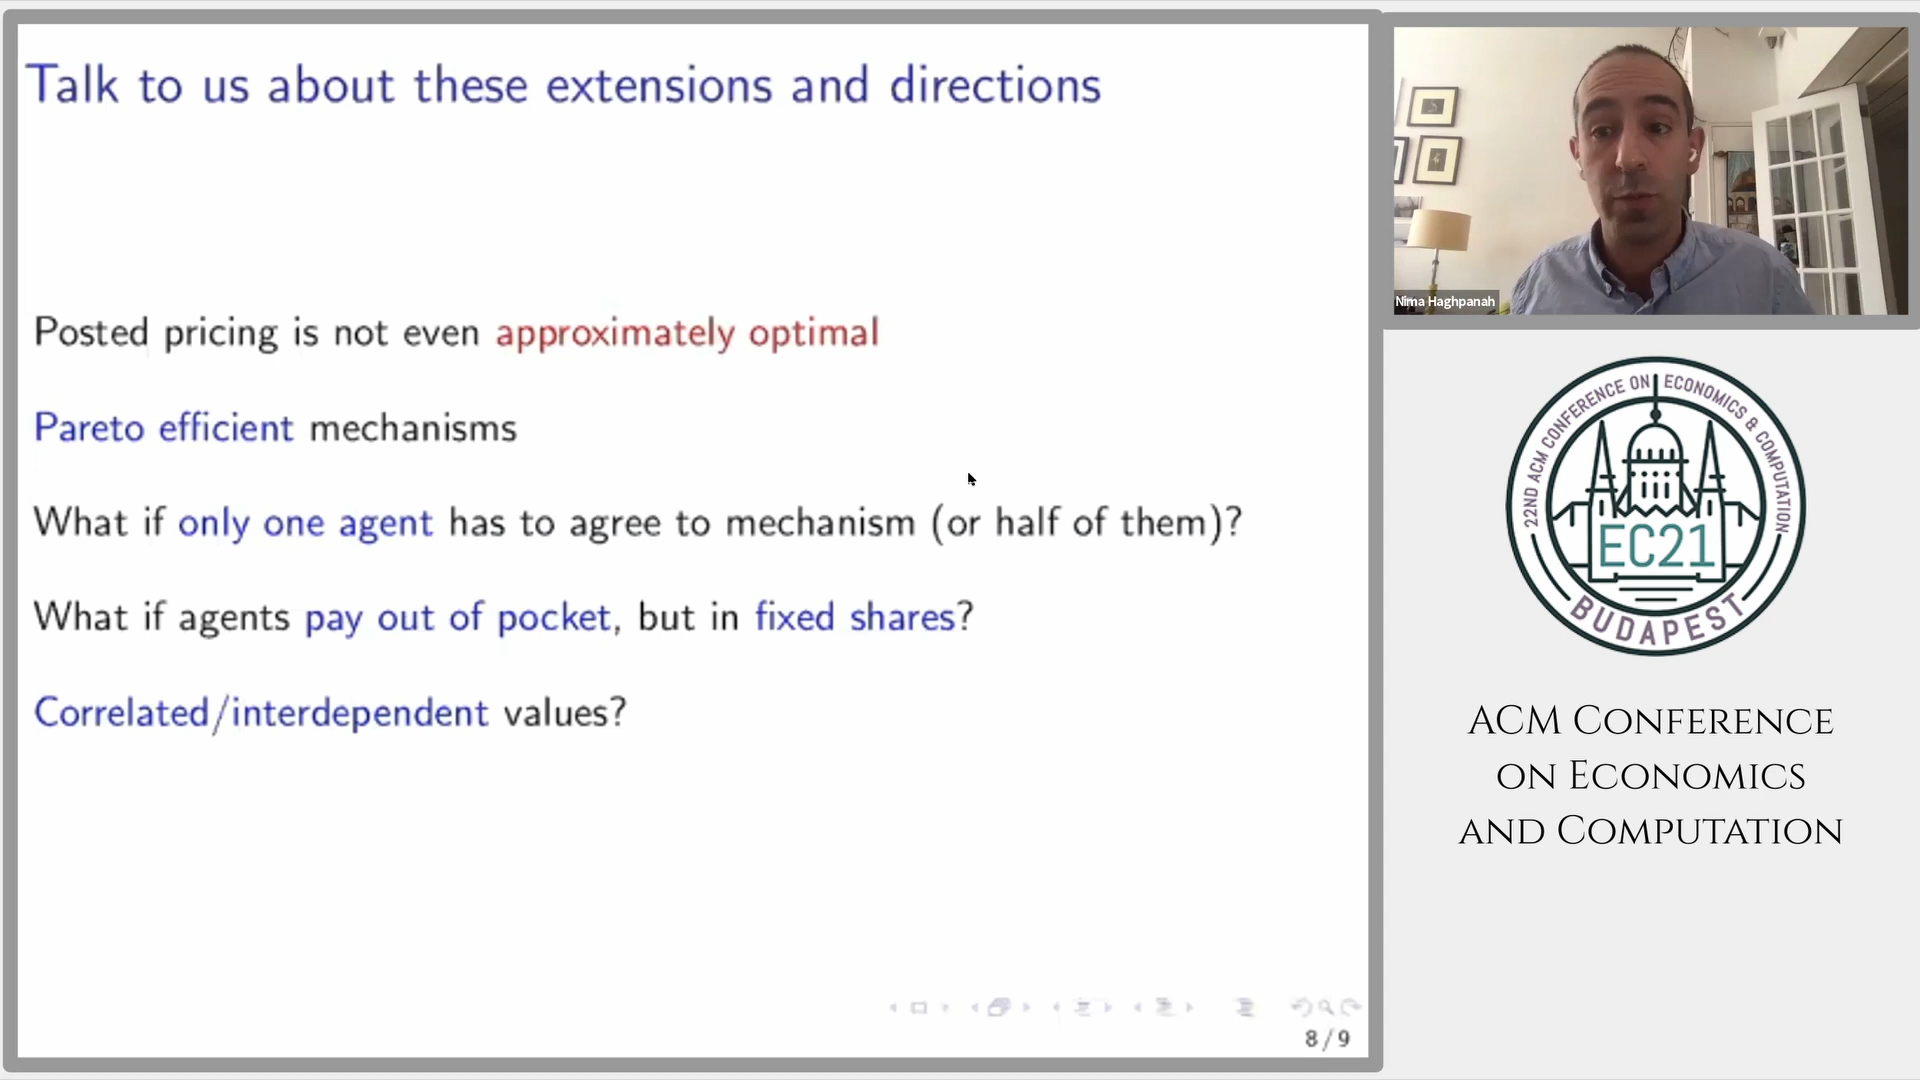 Talk to us about these extensions and directions
Posted pricing is not even approximately optimal
Pareto efficient mechanisms
What if only one agent has to agree to mechanism (or half of them)?
What if agents pay out of pocket, but in fixed shares?
Correlated/interdependent values?
8 / 9
Nima Haghpanah
22ND ACM CONFERENCE ON ECONOMICS & COMPUTATION
EC21
BUDAPEST
ACM Conference
on Economics
and Computation